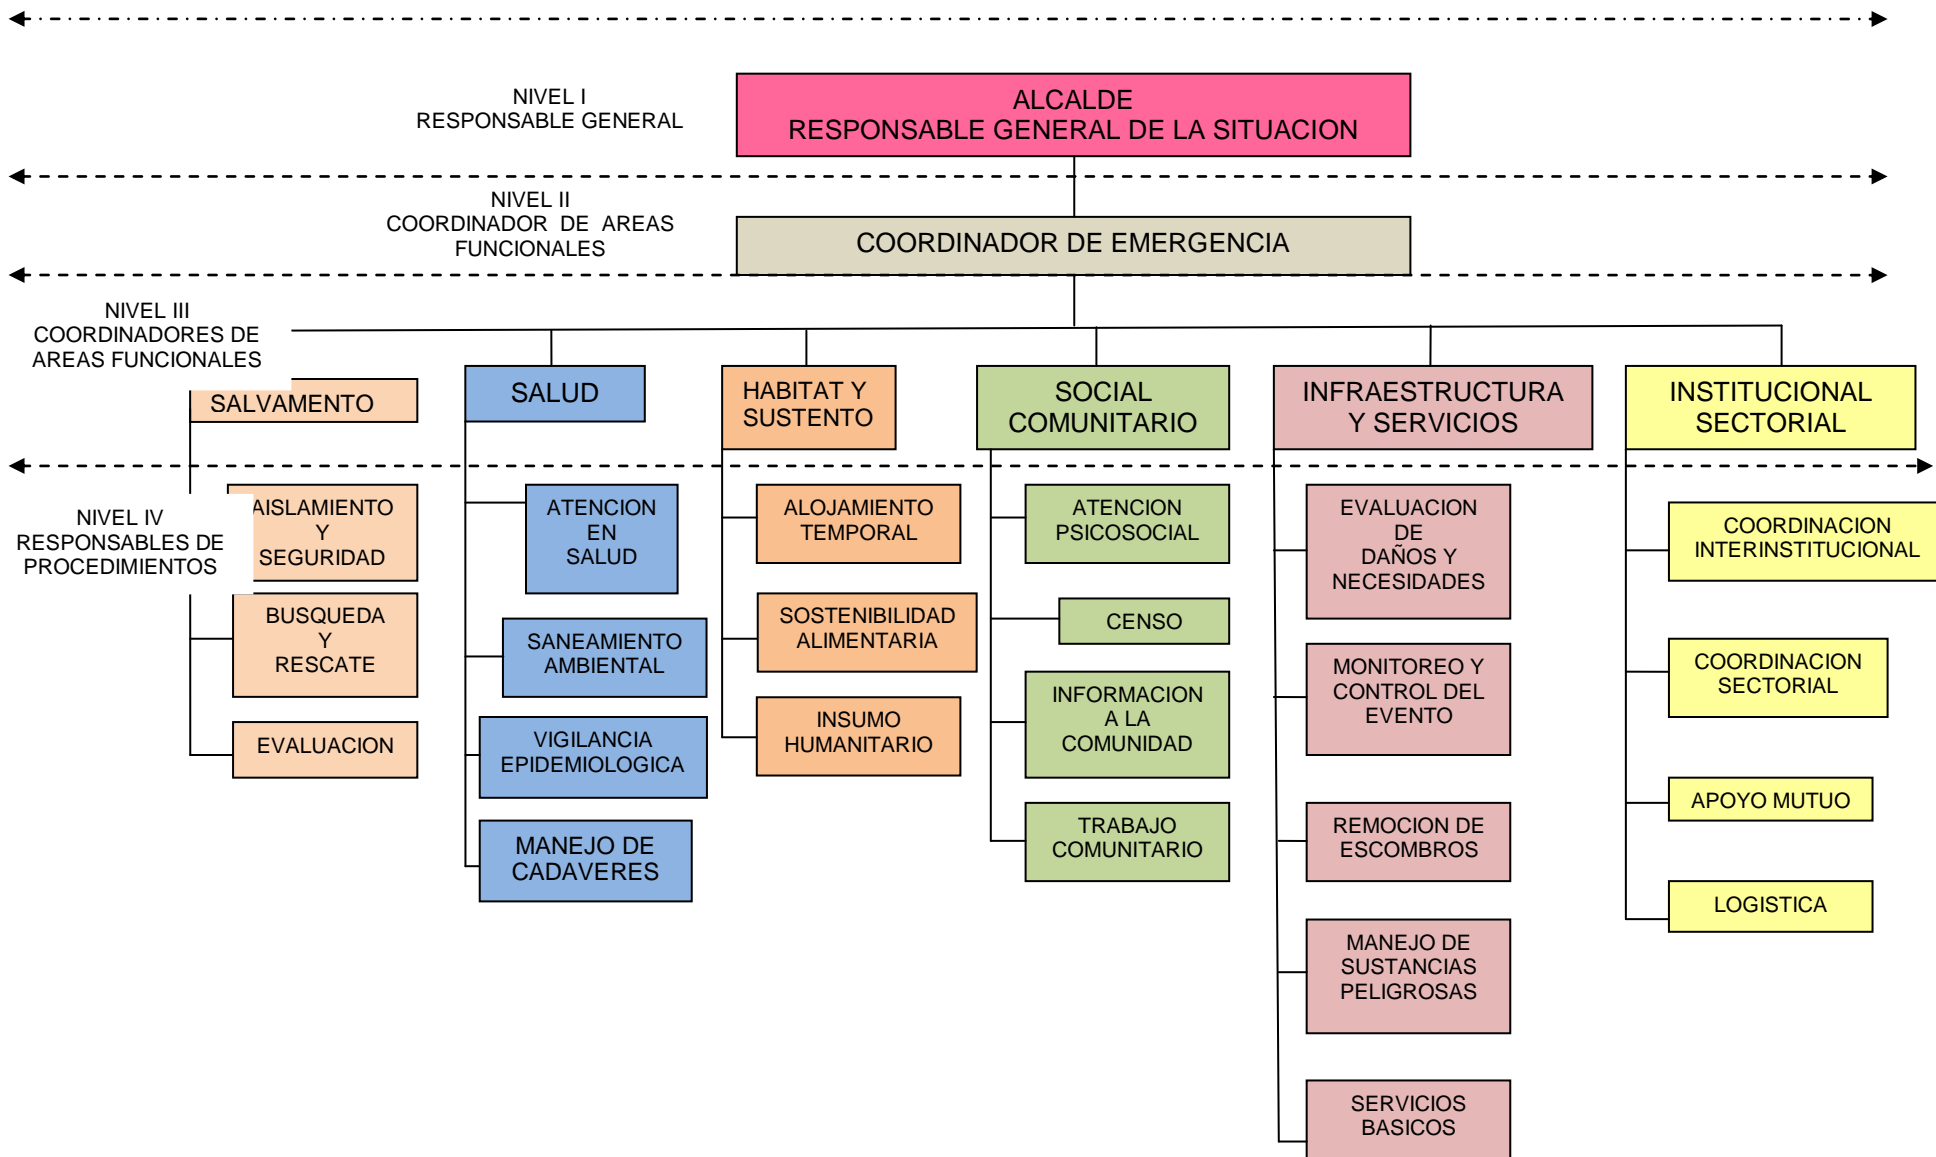 NIVEL I
RESPONSABLE GENERAL
ALCALDE
RESPONSABLE GENERAL DE LA SITUACION
NIVEL II
COORDINADOR DE AREAS
FUNCIONALES
COORDINADOR DE EMERGENCIA
NIVEL III
COORDINADORES DE
AREAS FUNCIONALES
SALVAMENTO
SALUD
HABITAT Y
SUSTENTO
SOCIAL
COMUNITARIO
INFRAESTRUCTURA
Y SERVICIOS
INSTITUCIONAL
SECTORIAL
NIVEL IV
RESPONSABLES DE
PROCEDIMIENTOS
AISLAMIENTO
Y
SEGURIDAD
BUSQUEDA
Y
RESCATE
EVALUACION
ATENCION
EN
SALUD
SANEAMIENTO
AMBIENTAL
VIGILANCIA
EPIDEMIOLOGICA
MANEJO DE
CADAVERES
ALOJAMIENTO
TEMPORAL
SOSTENIBILIDAD
ALIMENTARIA
INSUMO
HUMANITARIO
ATENCION
PSICOSOCIAL
CENSO
INFORMACION
A LA
COMUNIDAD
TRABAJO
COMUNITARIO
EVALUACION
DE
DAÑOS Y
NECESIDADES
MONITOREO Y
CONTROL DEL
EVENTO
REMOCION DE
ESCOMBROS
MANEJO DE
SUSTANCIAS
PELIGROSAS
SERVICIOS
BASICOS
COORDINACION
INTERINSTITUCIONAL
COORDINACION
SECTORIAL
APOYO MUTUO
LOGISTICA